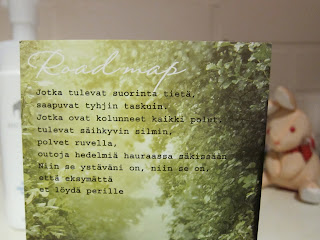 Roadmap
Jotka tulevat suorinta tietä,
saapuvat tyhjin taskuin.
Jotka ovat kolunneet kaikki polut,
tulevat säihkyvin silmin,
polvet ruvella,
outoja hedelmiä hauraassa säkissään
Niin se ystäväni on, niin se on,
että eksymättä
et löydä perille